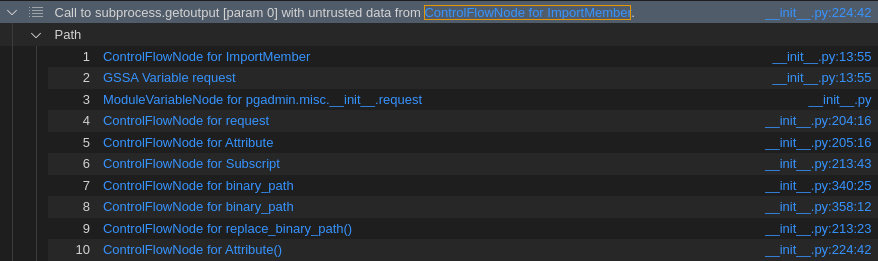 Call to subprocess.getoutput [param 0] with untrusted data from ControlFlowNode for ImportMember. __init__.py:224:42
Path
1 ControlFlowNode for ImportMember __init__.py:13:55
2 GSSA Variable request __init__.py:13:55
3 ModuleVariableNode for pgadmin.misc.__init__.request __init__.py
4 ControlFlowNode for request __init__.py:204:16
5 ControlFlowNode for Attribute __init__.py:205:16
6 ControlFlowNode for Subscript __init__.py:213:43
7 ControlFlowNode for binary_path __init__.py:340:25
8 ControlFlowNode for binary_path __init__.py:358:12
9 ControlFlowNode for replace_binary_path() __init__.py:213:23
10 ControlFlowNode for Attribute() __init__.py:224:42